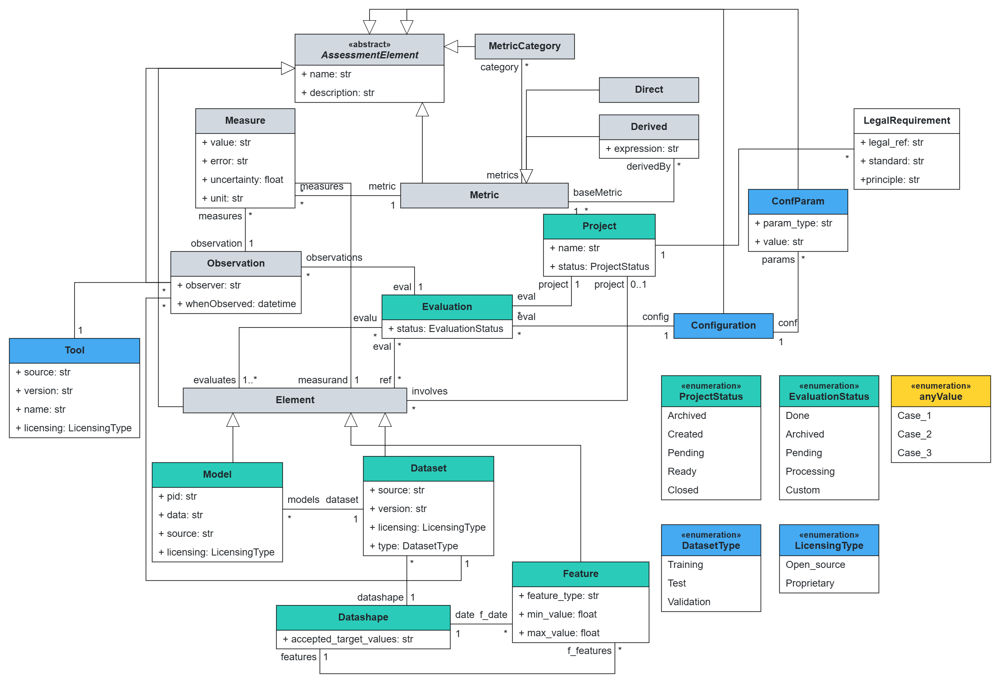 «abstract»
AssessmentElement
+ name: str
+ description: str
MetricCategory
category
*
Direct
Derived
+ expression: str
derivedBy
*
LegalRequirement
+ legal_ref: str
+ standard: str
+principle: str
*
Measure
+ value: str
+ error: str
+ uncertainty: float
+ unit: str
measures
*
*
metric
1
metrics
Metric
baseMetric
1..*
ConfParam
+ param_type: str
+ value: str
params
*
measures
*
observation
1
Project
+ name: str
+ status: ProjectStatus
1
project
1
project
0..1
Observation
+ observer: str
+ whenObserved: datetime
observations
*
*
*
eval
1
Evaluation
+ status: EvaluationStatus
eval
*
eval
*
config
1
Configuration
conf
1
evalu
*
eval
*
1
Tool
+ source: str
+ version: str
+ name: str
+ licensing: LicensingType
evaluates
1..*
measurand
1
ref
*
Element
involves
*
«enumeration»
ProjectStatus
Archived
Created
Pending
Ready
Closed
«enumeration»
EvaluationStatus
Done
Archived
Pending
Processing
Custom
«enumeration»
anyValue
Case_1
Case_2
Case_3
Model
+ pid: str
+ data: str
+ source: str
+ licensing: LicensingType
models
*
dataset
1
Dataset
+ source: str
+ version: str
+ licensing: LicensingType
+ type: DatasetType
*
1
«enumeration»
DatasetType
Training
Test
Validation
«enumeration»
LicensingType
Open_source
Proprietary
datashape
1
Datashape
+ accepted_target_values: str
date
1
f_date
*
Feature
+ feature_type: str
+ min_value: float
+ max_value: float
features
1
f_features
*